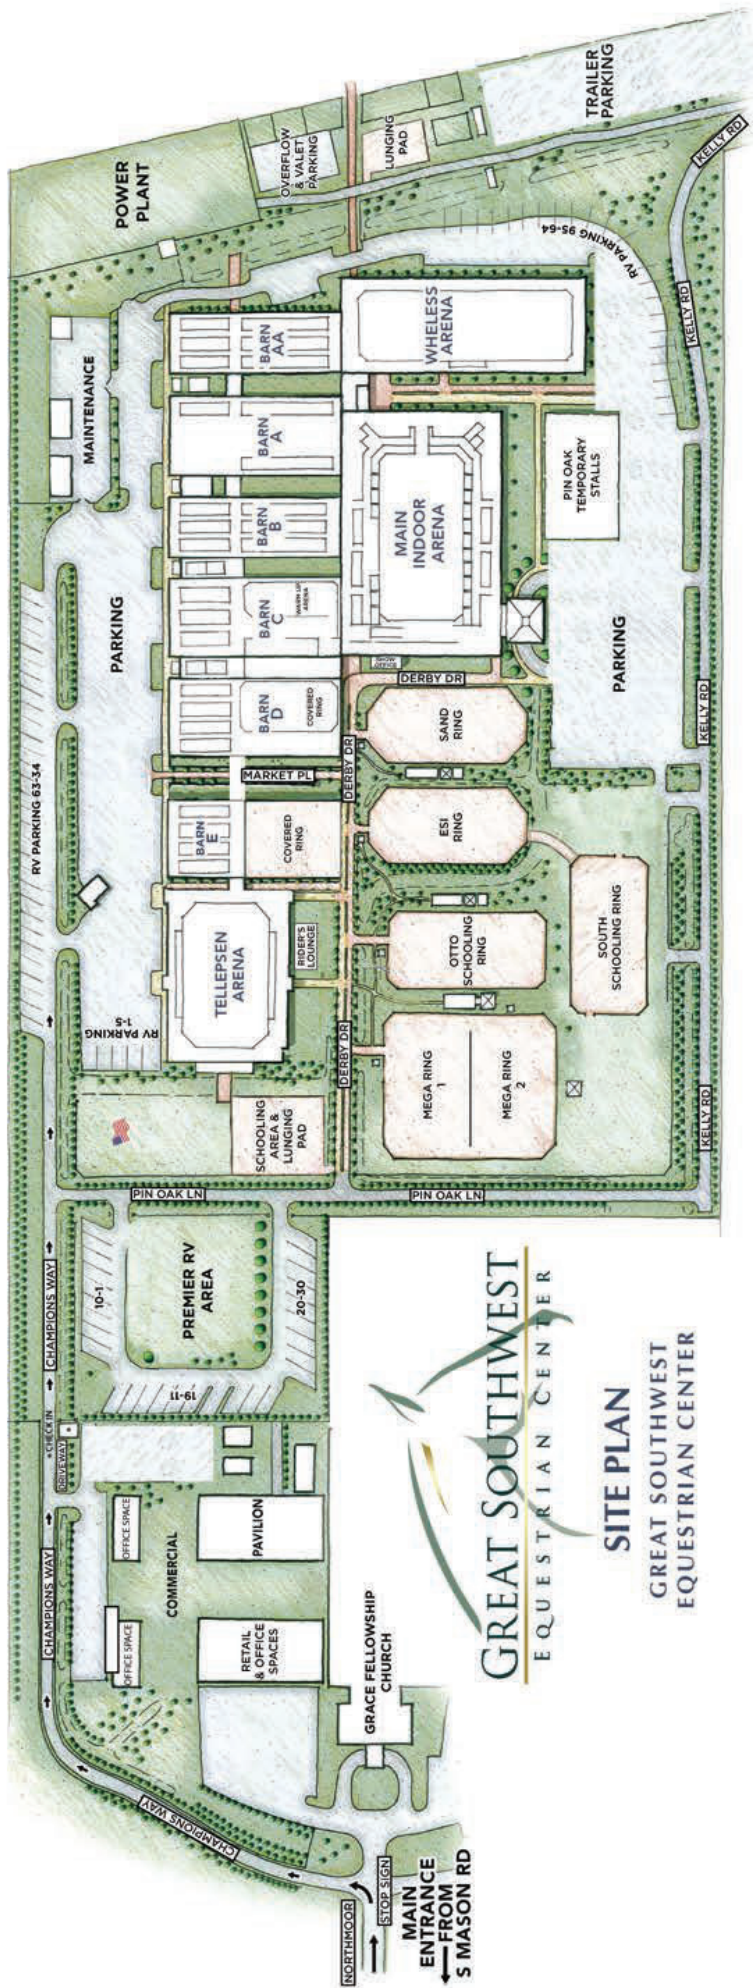 NORTHMOOR
STOP SIGN
MAIN
ENTRANCE
FROM
S MASON RD
CHAMPIONS WAY
CHAMPIONS WAY
CHAMPIONS WAY
OFFICE SPACE
OFFICE SPACE
COMMERCIAL
RETAIL
& OFFICE
SPACES
PAVILION
GRACE FELLOWSHIP
CHURCH
DRIVEWAY
* CHECK IN
*
10-1
19-11
20-30
PREMIER RV
AREA
PIN OAK LN
PIN OAK LN
SCHOOLING
AREA &
LUNGING
PAD
RV PARKING
1-5
RV PARKING 63-34
PARKING
MAINTENANCE
POWER
PLANT
OVERFLOW
& VALET
PARKING
LUNGING
PAD
TRAILER
PARKING
TELLEPSEN
ARENA
RIDER'S
LOUNGE
BARN
E
COVERED
RING
MARKET PL
BARN
D
COVERED
RING
BARN
C
WARM UP
ARENA
BARN
B
BARN
A
BARN
AA
DERBY DR
DERBY DR
DERBY DR
MEGA RING
1
MEGA RING
2
OTTO
SCHOOLING
RING
ESI
RING
SAND
RING
SOUTH
SCHOOLING RING
MAIN
INDOOR
ARENA
WHELESS
ARENA
PIN OAK
TEMPORARY
STALLS
PARKING
RV PARKING 95-64
KELLY RD
KELLY RD
KELLY RD
KELLY RD
GREAT SOUTHWEST
EQUESTRIAN CENTER
SITE PLAN
GREAT SOUTHWEST
EQUESTRIAN CENTER